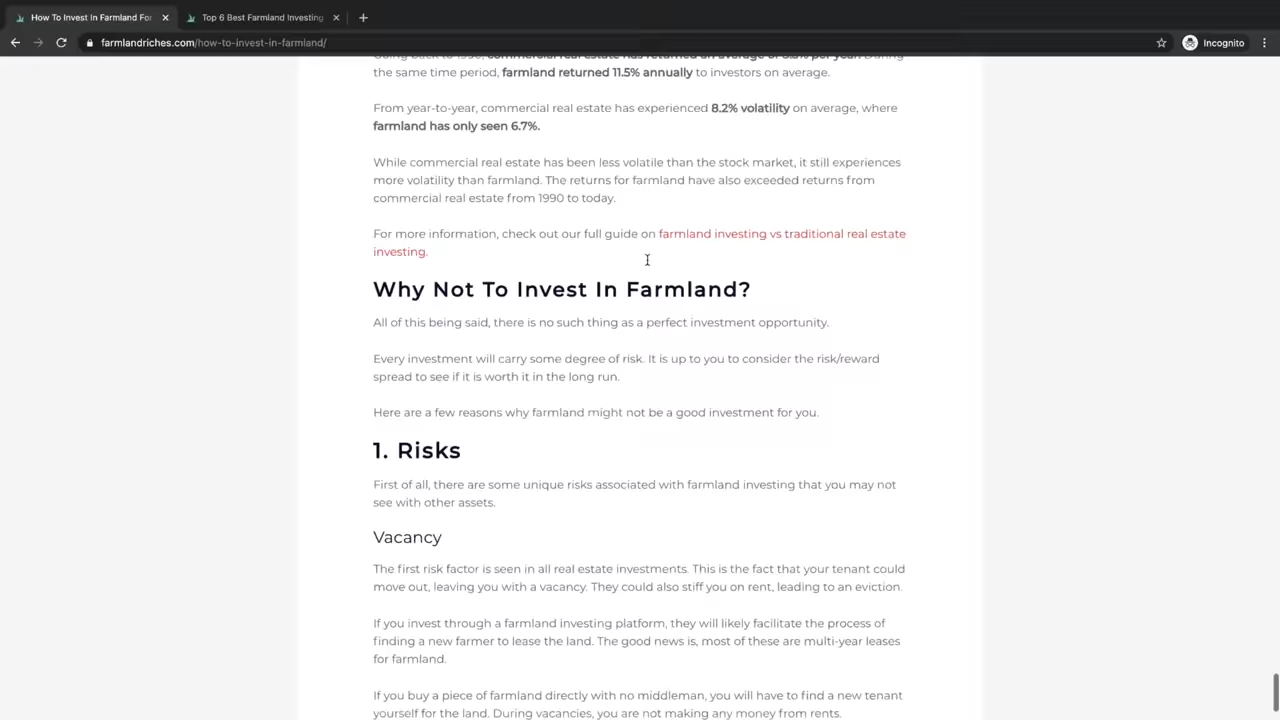 How To Invest In Farmland For
Top 6 Best Farmland Investing
farmlandriches.com/how-to-invest-in-farmland/
Incognito
Going back to 1990, commercial real estate has returned an average of per year. During
the same time period, farmland returned 11.5% annually to investors on average.
From year-to-year, commercial real estate has experienced 8.2% volatility on average, where
farmland has only seen 6.7%.
While commercial real estate has been less volatile than the stock market, it still experiences
more volatility than farmland. The returns for farmland have also exceeded returns from
commercial real estate from 1990 to today.
For more information, check out our full guide on farmland investing vs traditional real estate
investing.
Why Not To Invest In Farmland?
All of this being said, there is no such thing as a perfect investment opportunity.
Every investment will carry some degree of risk. It is up to you to consider the risk/reward
spread to see if it is worth it in the long run.
Here are a few reasons why farmland might not be a good investment for you.
1. Risks
First of all, there are some unique risks associated with farmland investing that you may not
see with other assets.
Vacancy
The first risk factor is seen in all real estate investments. This is the fact that your tenant could
move out, leaving you with a vacancy. They could also stiff you on rent, leading to an eviction.
If you invest through a farmland investing platform, they will likely facilitate the process of
finding a new farmer to lease the land. The good news is, most of these are multi-year leases
for farmland.
If you buy a piece of farmland directly with no middleman, you will have to find a new tenant
yourself for the land. During vacancies, you are not making any money from rents.